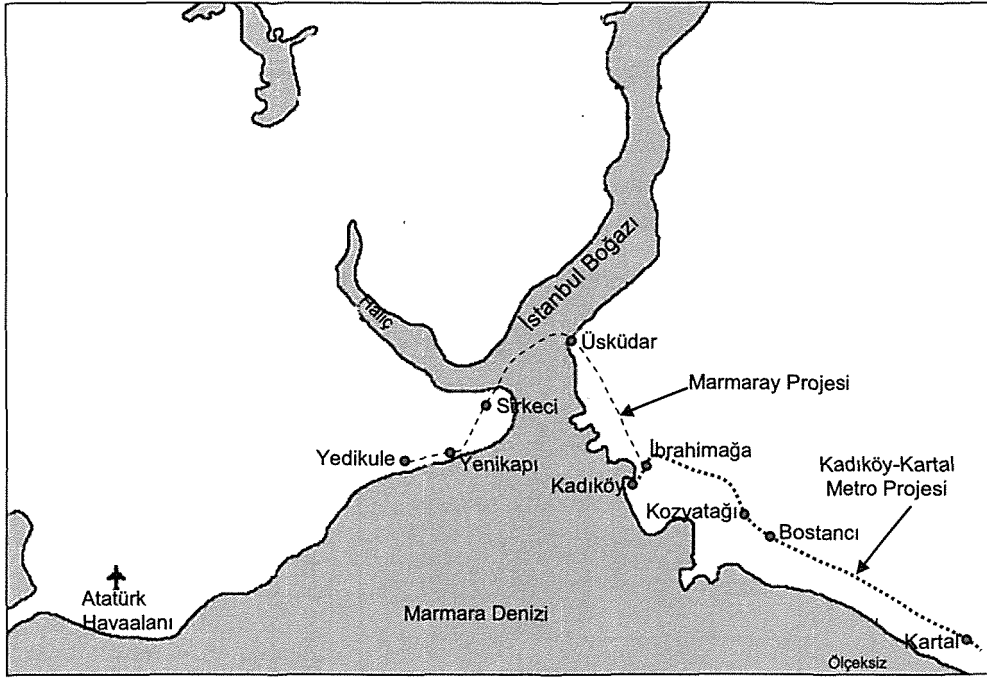 İstanbul Boğazı
Haliç
Üsküdar
Marmaray Projesi
Sirkeci
Yedikule
Yenikapı
İbrahimağa
Kadıköy
Kadıköy-Kartal
Metro Projesi
Kozyatağı
Bostancı
Atatürk
Havaalanı
Marmara Denizi
Kartal
Ölçeksiz